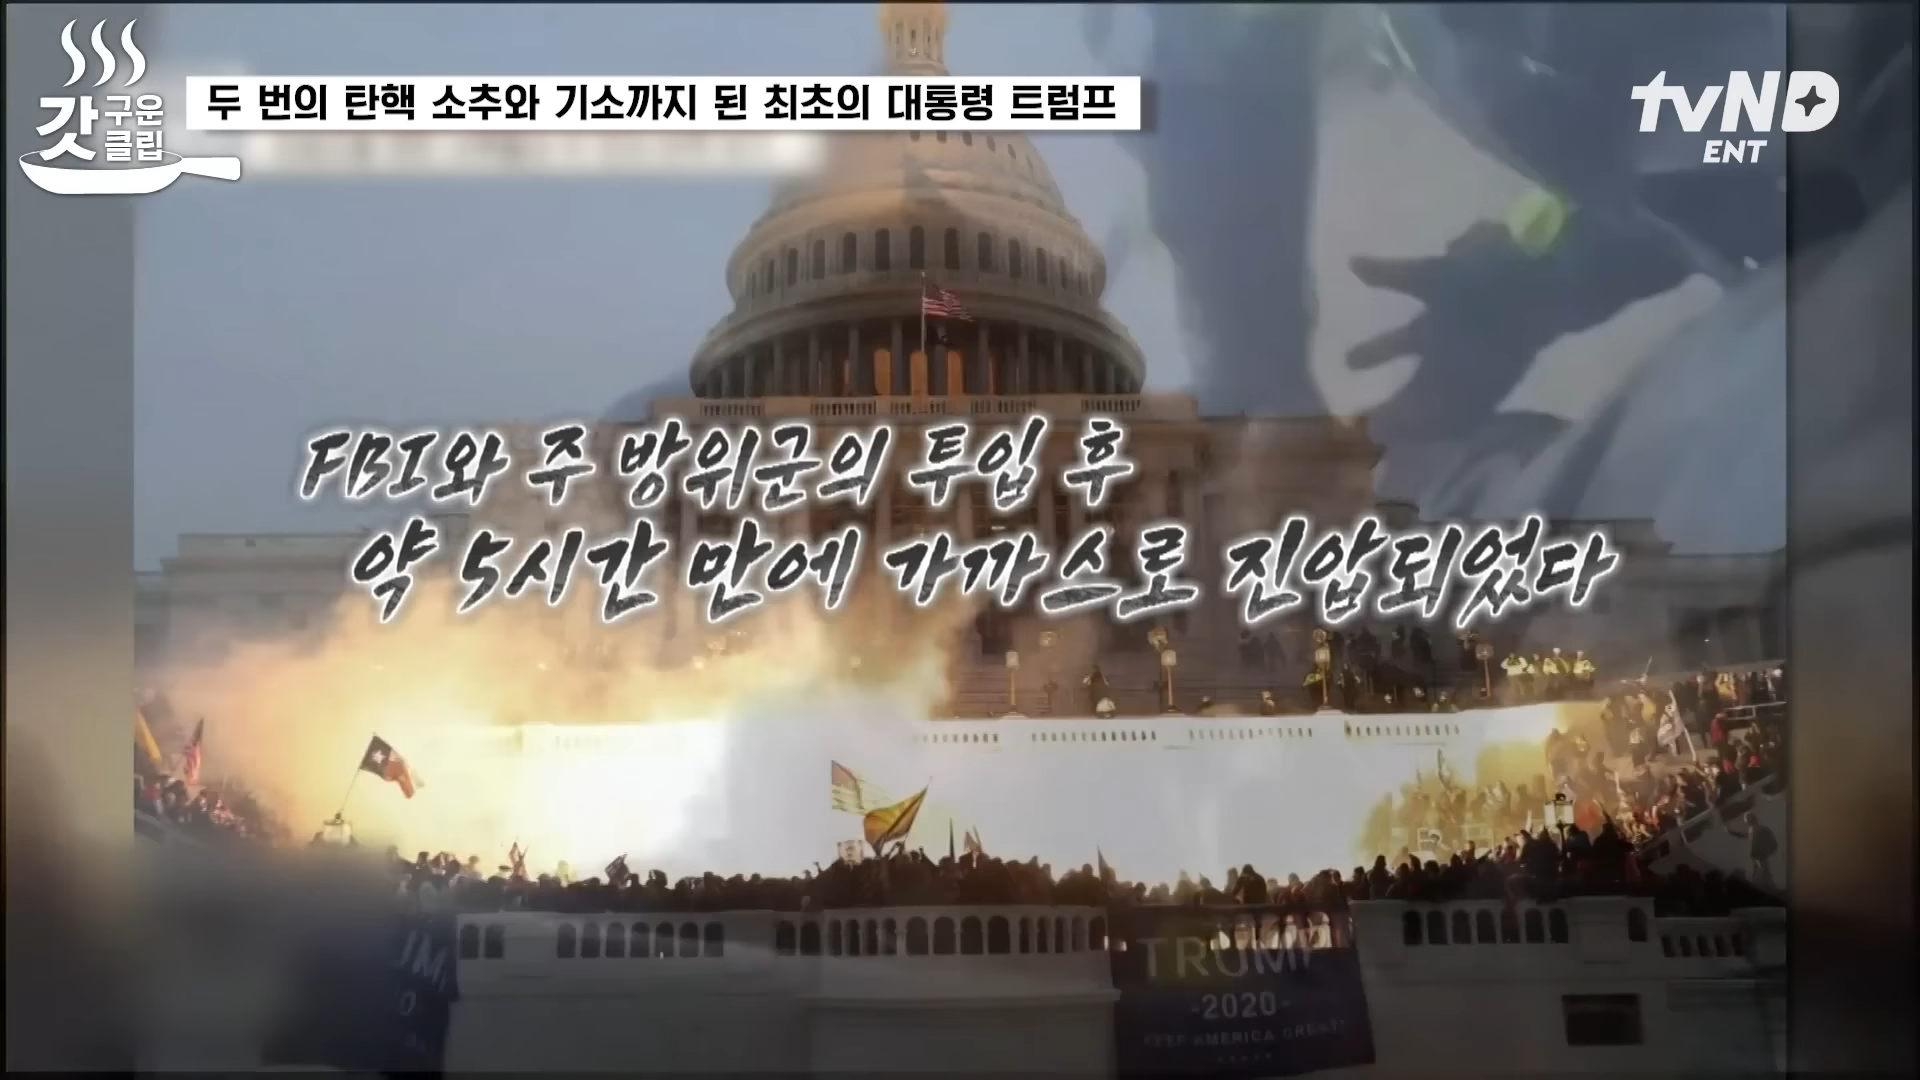 갓 구운 클립
두 번의 탄핵 소추와 기소까지 된 최초의 대통령 트럼프
tvN D
ENT
FBI와 주 방위군의 투입 후
약 5시간 만에 가까스로 진압되었다
TRUMP
-2020-
KEEP AMERICA GREAT!